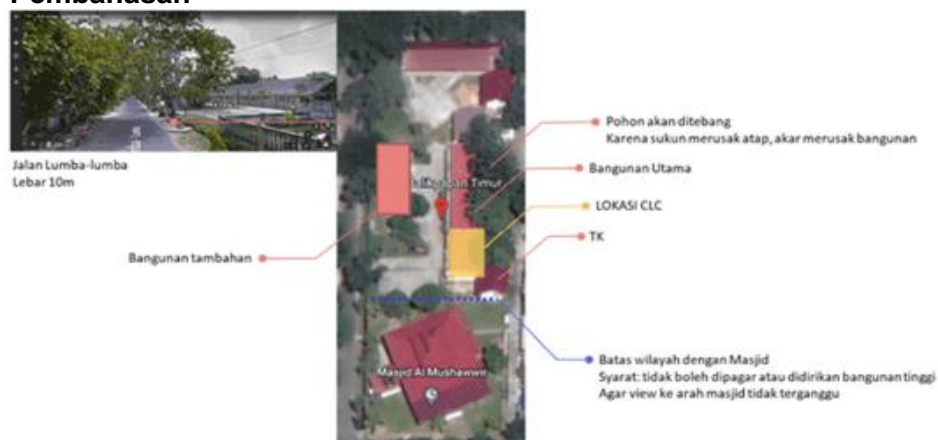 Jalan Lumba-lumba
Lebar 10m
Bangunan tambahan
Pohon akan ditebang
Karena sukun merusak atap, akar merusak bangunan
Bangunan Utama
LOKASI CLC
TK
Timur
Batas wilayah dengan Masjid
Syarat: tidak boleh dipagar atau didirikan bangunan tinggi
Agar view ke arah masjid tidak terganggu
Masjid Al Mushawwir